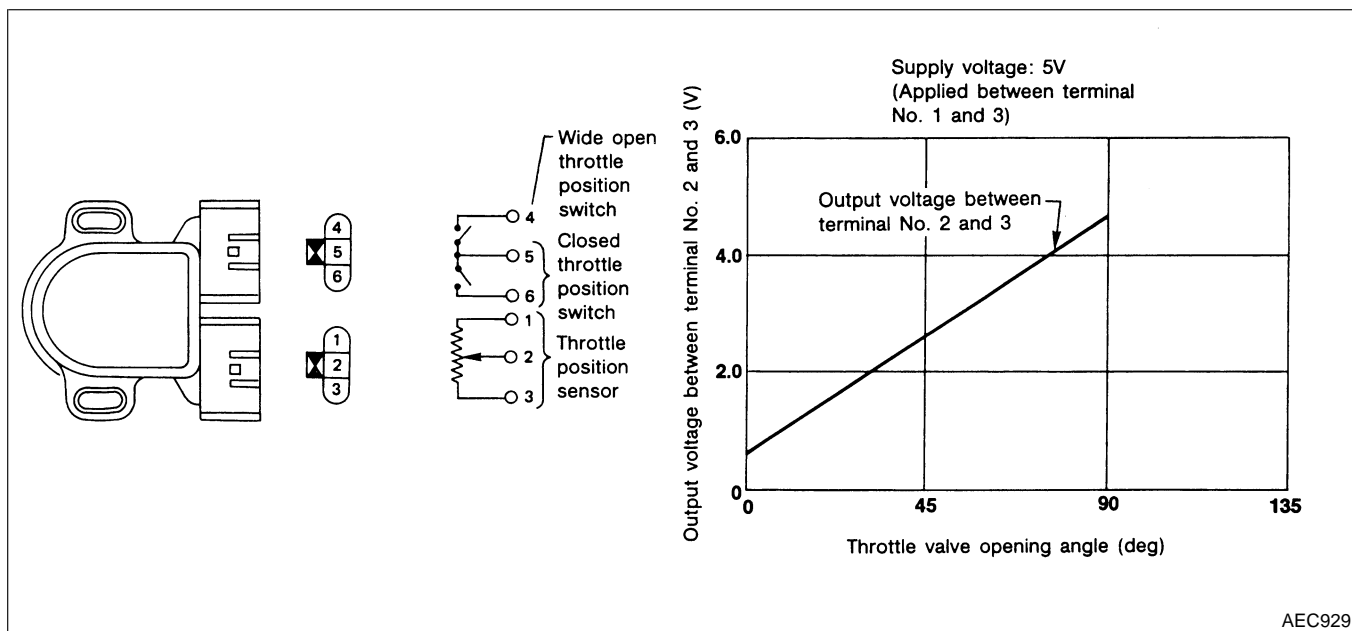 4
5
6
1
2
3
Wide open
throttle
position
switch
4
5
6
Closed
throttle
position
switch
1
2
3
Throttle
position
sensor
Supply voltage: 5V
(Applied between terminal
No. 1 and 3)
Output voltage between terminal No. 2 and 3 (V)
6.0
4.0
2.0
0
Output voltage between
terminal No. 2 and 3
0
45
90
135
Throttle valve opening angle (deg)
AEC929